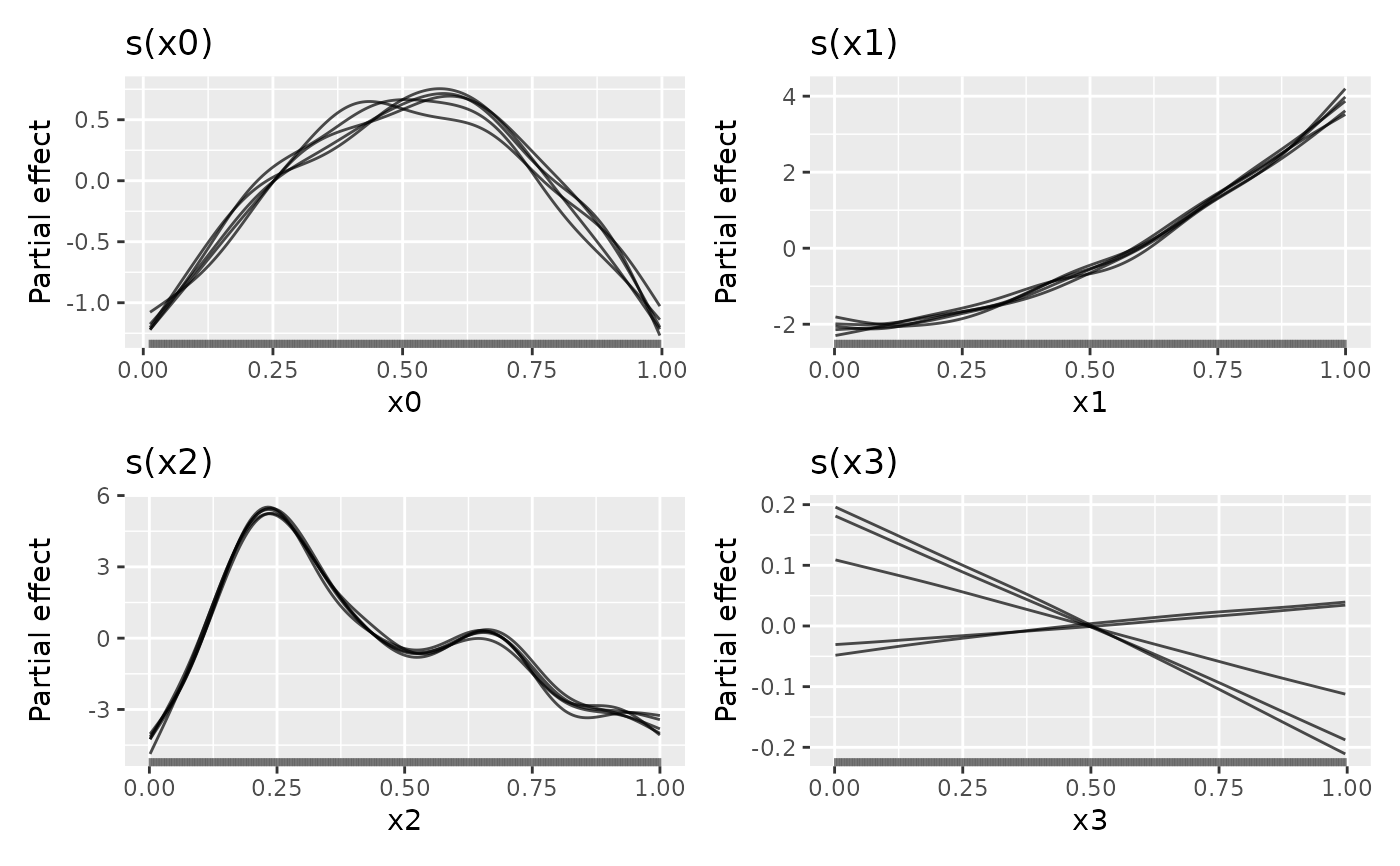 s(x0)
Partial effect
0.5
0.0
-0.5
-1.0
0.00 0.25 0.50 0.75 1.00
x0
s(x1)
Partial effect
4
2
0
-2
0.00 0.25 0.50 0.75 1.00
x1
s(x2)
Partial effect
6
3
0
-3
0.00 0.25 0.50 0.75 1.00
x2
s(x3)
Partial effect
0.2
0.1
0.0
-0.1
-0.2
0.00 0.25 0.50 0.75 1.00
x3